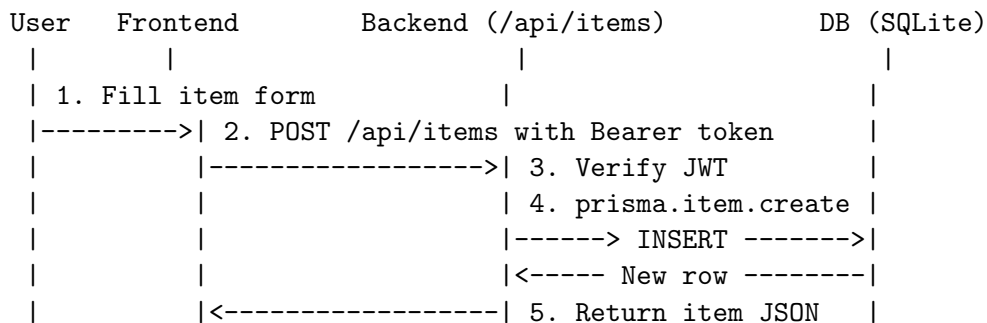 User   Frontend        Backend (/api/items)          DB (SQLite)
 |        |                    |                     |
 | 1. Fill item form           |                     |
 |--------->| 2. POST /api/items with Bearer token      |
 |          |----------------->| 3. Verify JWT        |
 |          |                 | 4. prisma.item.create |
 |          |                 |------> INSERT ------->|
 |          |                 |<----- New row --------|
 |          |<-----------------| 5. Return item JSON   |